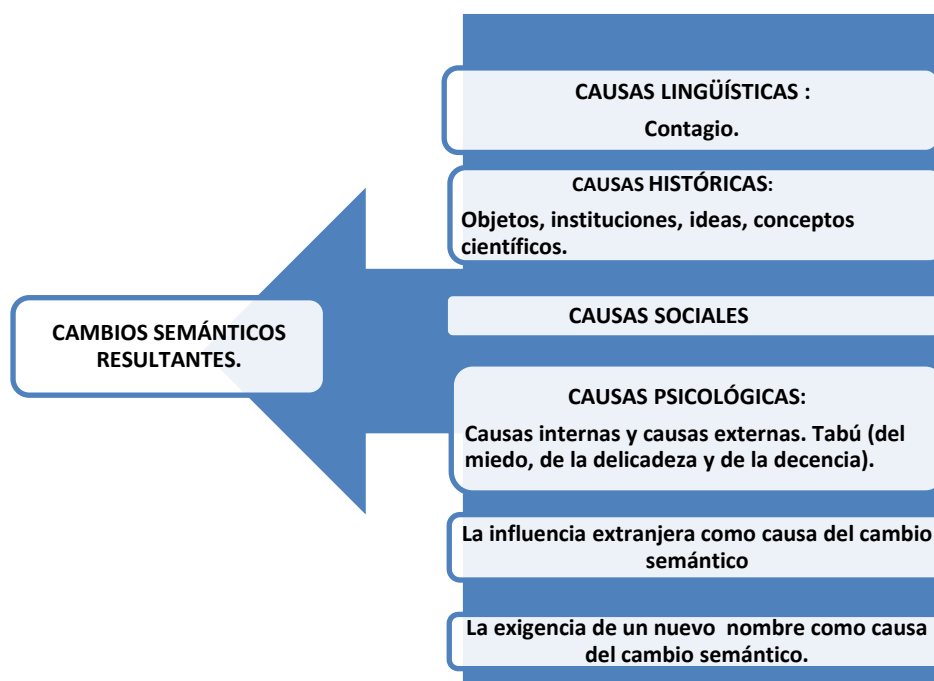 CAUSAS LINGÜÍSTICAS :
Contagio.
CAUSAS HISTÓRICAS:
Objetos, instituciones, ideas, conceptos
científicos.
CAMBIOS SEMÁNTICOS
RESULTANTES.
CAUSAS SOCIALES
CAUSAS PSICOLÓGICAS:
Causas internas y causas externas. Tabú (del
miedo, de la delicadeza y de la decencia).
La influencia extranjera como causa del cambio
semántico
La exigencia de un nuevo nombre como causa
del cambio semántico.